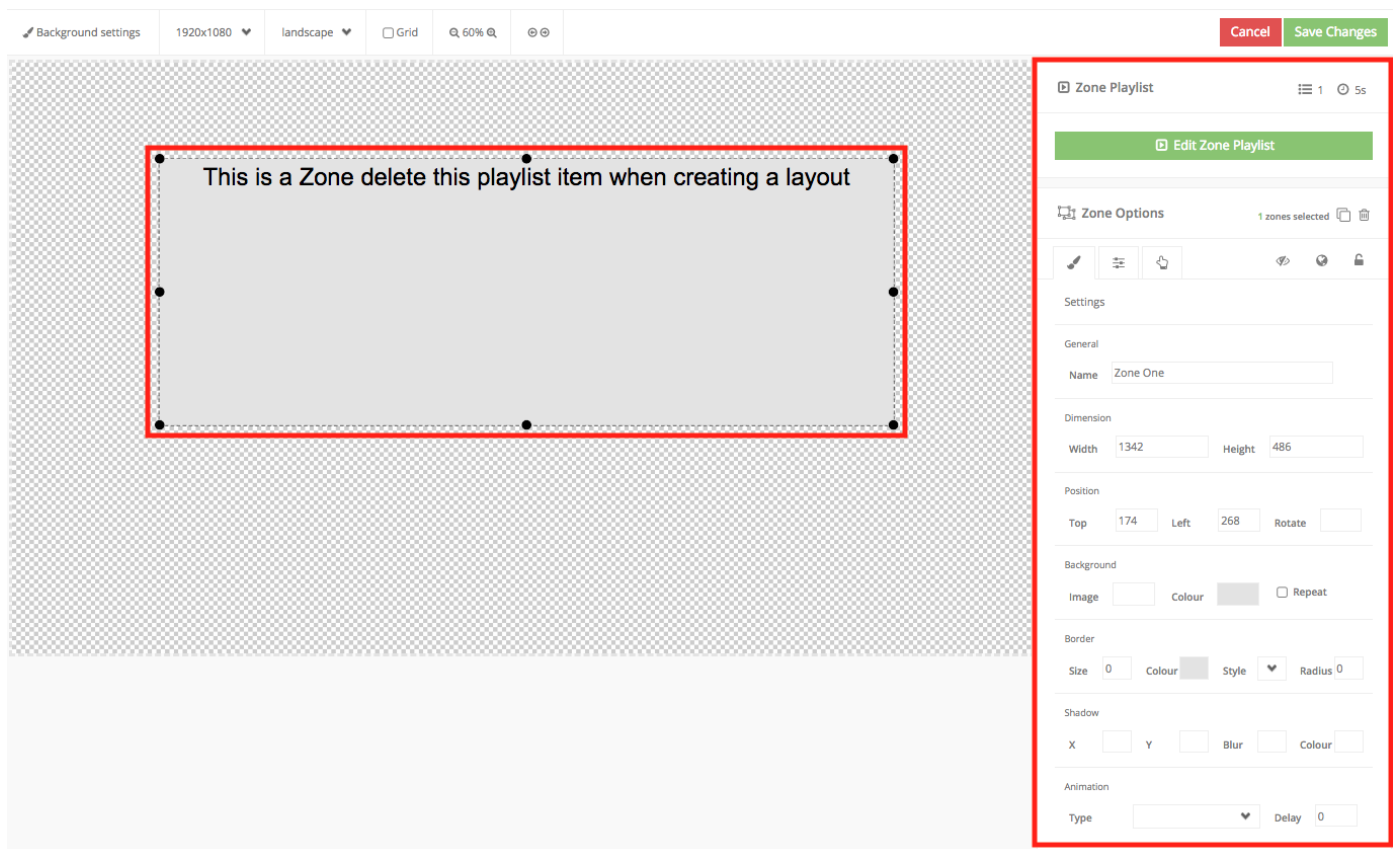 Background settings 1920x1080 landscape Grid 60% Cancel Save Changes
Zone Playlist 1 5s
Edit Zone Playlist
This is a Zone delete this playlist item when creating a layout
Zone Options 1 zones selected
Settings
General
Name Zone One
Dimension
Width 1342 Height 486
Position
Top 174 Left 268 Rotate
Background
Image Colour Repeat
Border
Size 0 Colour Style Radius 0
Shadow
X Y Blur Colour
Animation
Type Delay 0